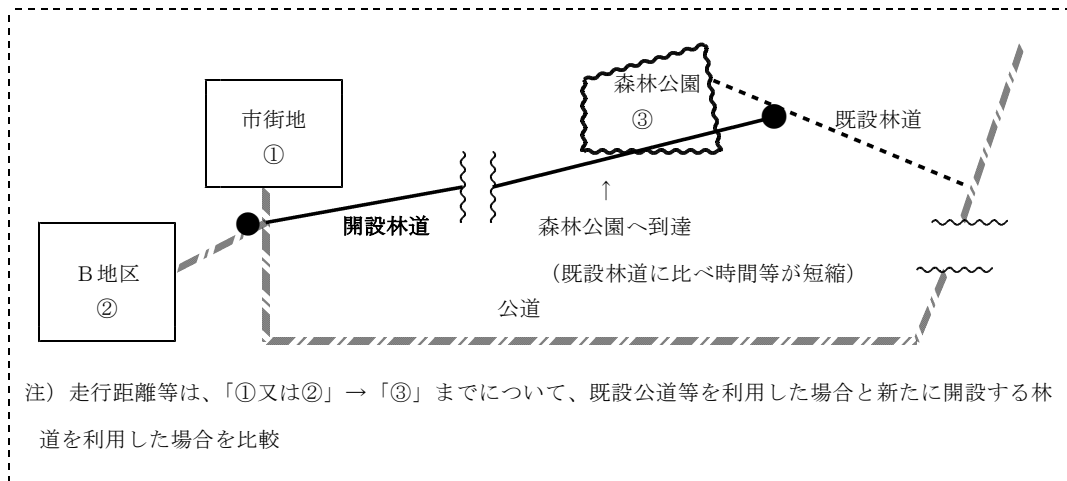 森林公園
③
市街地
①
既設林道
開設林道
↑
森林公園へ到達
(既設林道に比べ時間等が短縮)
B地区
②
公道
注)走行距離等は、「①又は②」→「③」までについて、既設公道等を利用した場合と新たに開設する林
道を利用した場合を比較